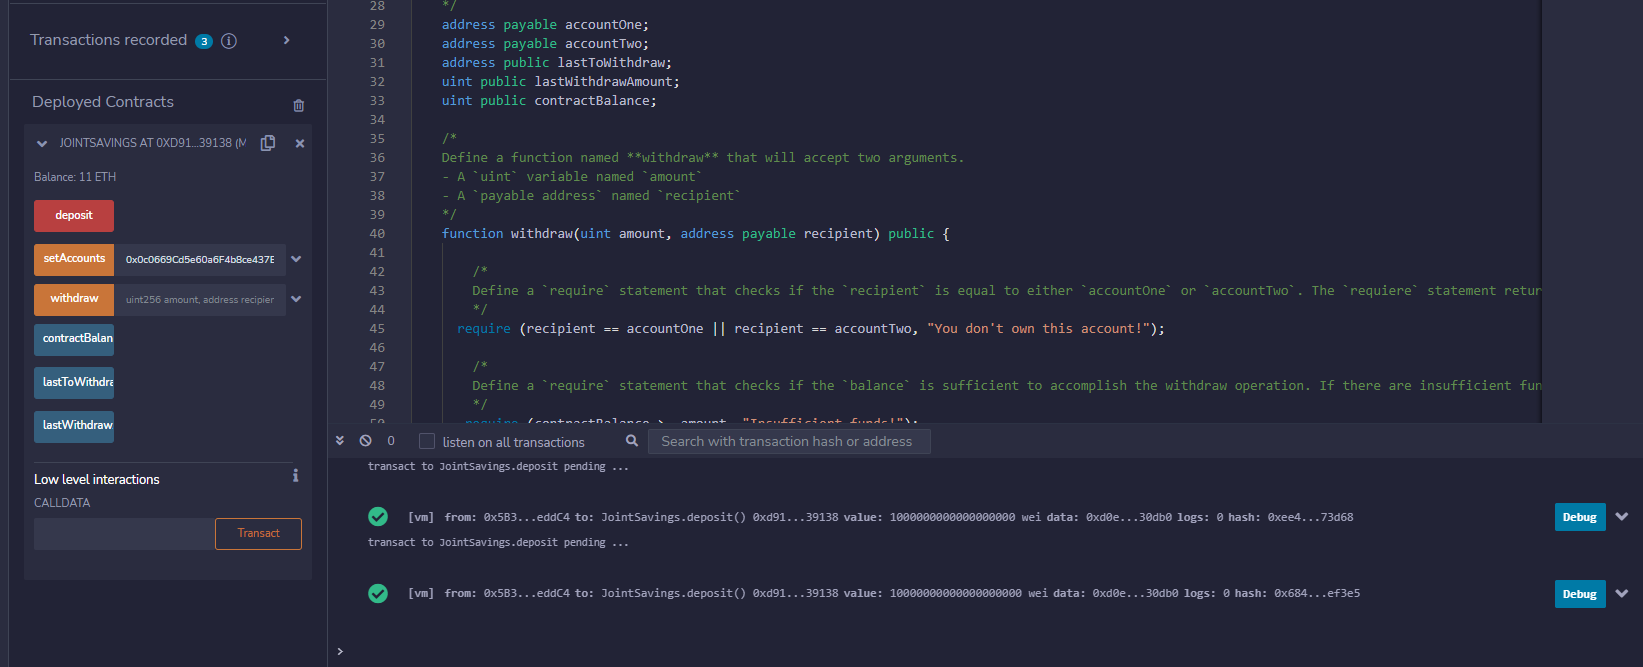 Transactions recorded 3 i
Deployed Contracts
JOINTSAVINGS AT 0XD91...39138 (M
Balance: 11 ETH
deposit
setAccounts 0x0c0669Cd5e60a6F4b8ce437E
withdraw uint256 amount, address recipier
contractBalan
lastToWithdra
lastWithdraw
Low level interactions i
CALLDATA
Transact
28 */
29 address payable accountOne;
30 address payable accountTwo;
31 address public lastToWithdraw;
32 uint public lastWithdrawAmount;
33 uint public contractBalance;
34
35 /*
36 Define a function named **withdraw** that will accept two arguments.
37 - A `uint` variable named `amount`
38 - A `payable address` named `recipient`
39 */
40 function withdraw(uint amount, address payable recipient) public {
41
42 /*
43 Define a `require` statement that checks if the `recipient` is equal to either `accountOne` or `accountTwo`. The `requiere` statement retur
44 */
45 require (recipient == accountOne || recipient == accountTwo, "You don't own this account!");
46
47 /*
48 Define a `require` statement that checks if the `balance` is sufficient to accomplish the withdraw operation. If there are insufficient fun
49 */
50 require (contractBalance > amount, "Insufficient funds!");
0 listen on all transactions Search with transaction hash or address
transact to JointSavings.deposit pending ...
[vm] from: 0x5B3...eddC4 to: JointSavings.deposit() 0xd91...39138 value: 1000000000000000000 wei data: 0xd0e...30db0 logs: 0 hash: 0xee4...73d68
Debug
transact to JointSavings.deposit pending ...
[vm] from: 0x5B3...eddC4 to: JointSavings.deposit() 0xd91...39138 value: 10000000000000000000 wei data: 0xd0e...30db0 logs: 0 hash: 0x684...ef3e5
Debug
>